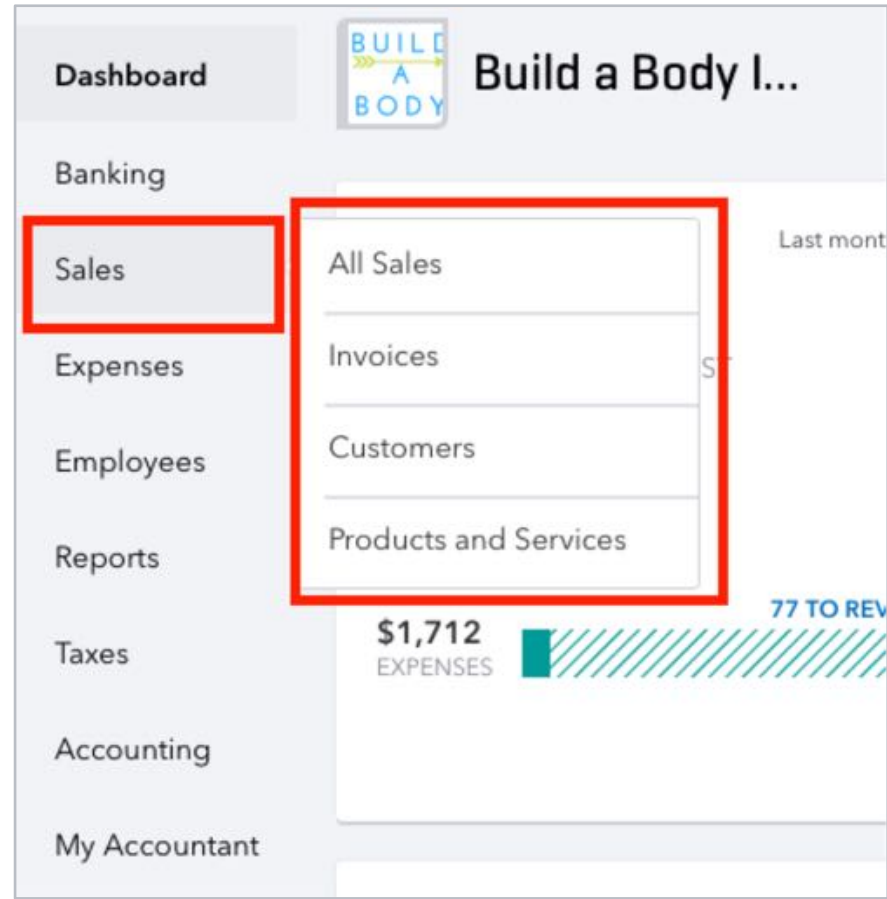 Dashboard
BUILD
A
BODY
Build a Body I...
Banking
Sales
All Sales
Invoices
Customers
Products and Services
Last mont
ST
Expenses
Employees
Reports
Taxes
Accounting
My Accountant
77 TO REV
$1,712
EXPENSES